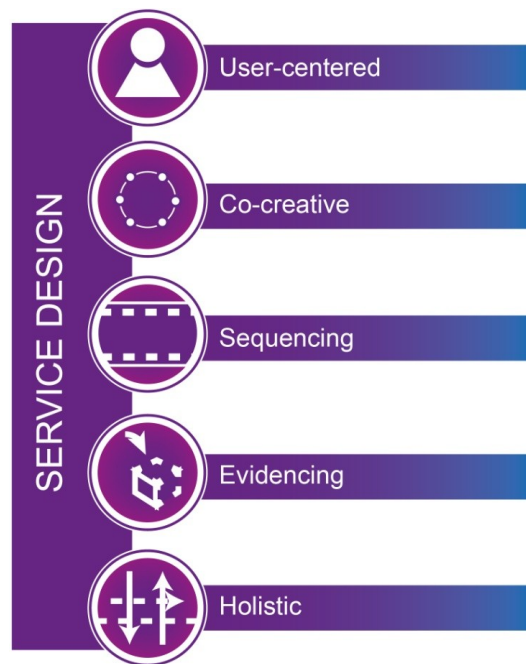 SERVICE DESIGN
User-centered
Co-creative
Sequencing
Evidencing
Holistic